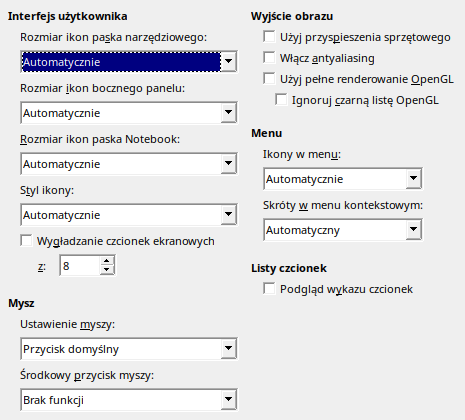 Interfejs użytkownika
Rozmiar ikon paska narzędziowego:
Automatycznie
Rozmiar ikon bocznego panelu:
Automatycznie
Rozmiar ikon paska Notebook:
Automatycznie
Styl ikony:
Automatycznie
Wygładzanie czcionek ekranowych
z: 8
Mysz
Ustawienie myszy:
Przycisk domyślny
Środkowy przycisk myszy:
Brak funkcji
Wyjście obrazu
Użyj przyspieszenia sprzętowego
Włącz antyaliasing
Użyj pełne renderowanie OpenGL
Ignoruj czarną listę OpenGL
Menu
Ikony w menu:
Automatycznie
Skróty w menu kontekstowym:
Automatyczny
Listy czcionek
Podgląd wykazu czcionek